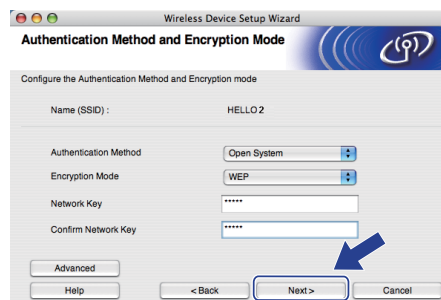 Wireless Device Setup Wizard
Authentication Method and Encryption Mode
Configure the Authentication Method and Encryption mode
Name (SSID) : HELLO2
Authentication Method Open System
Encryption Mode WEP
Network Key *****
Confirm Network Key *****
Advanced
Help < Back Next > Cancel